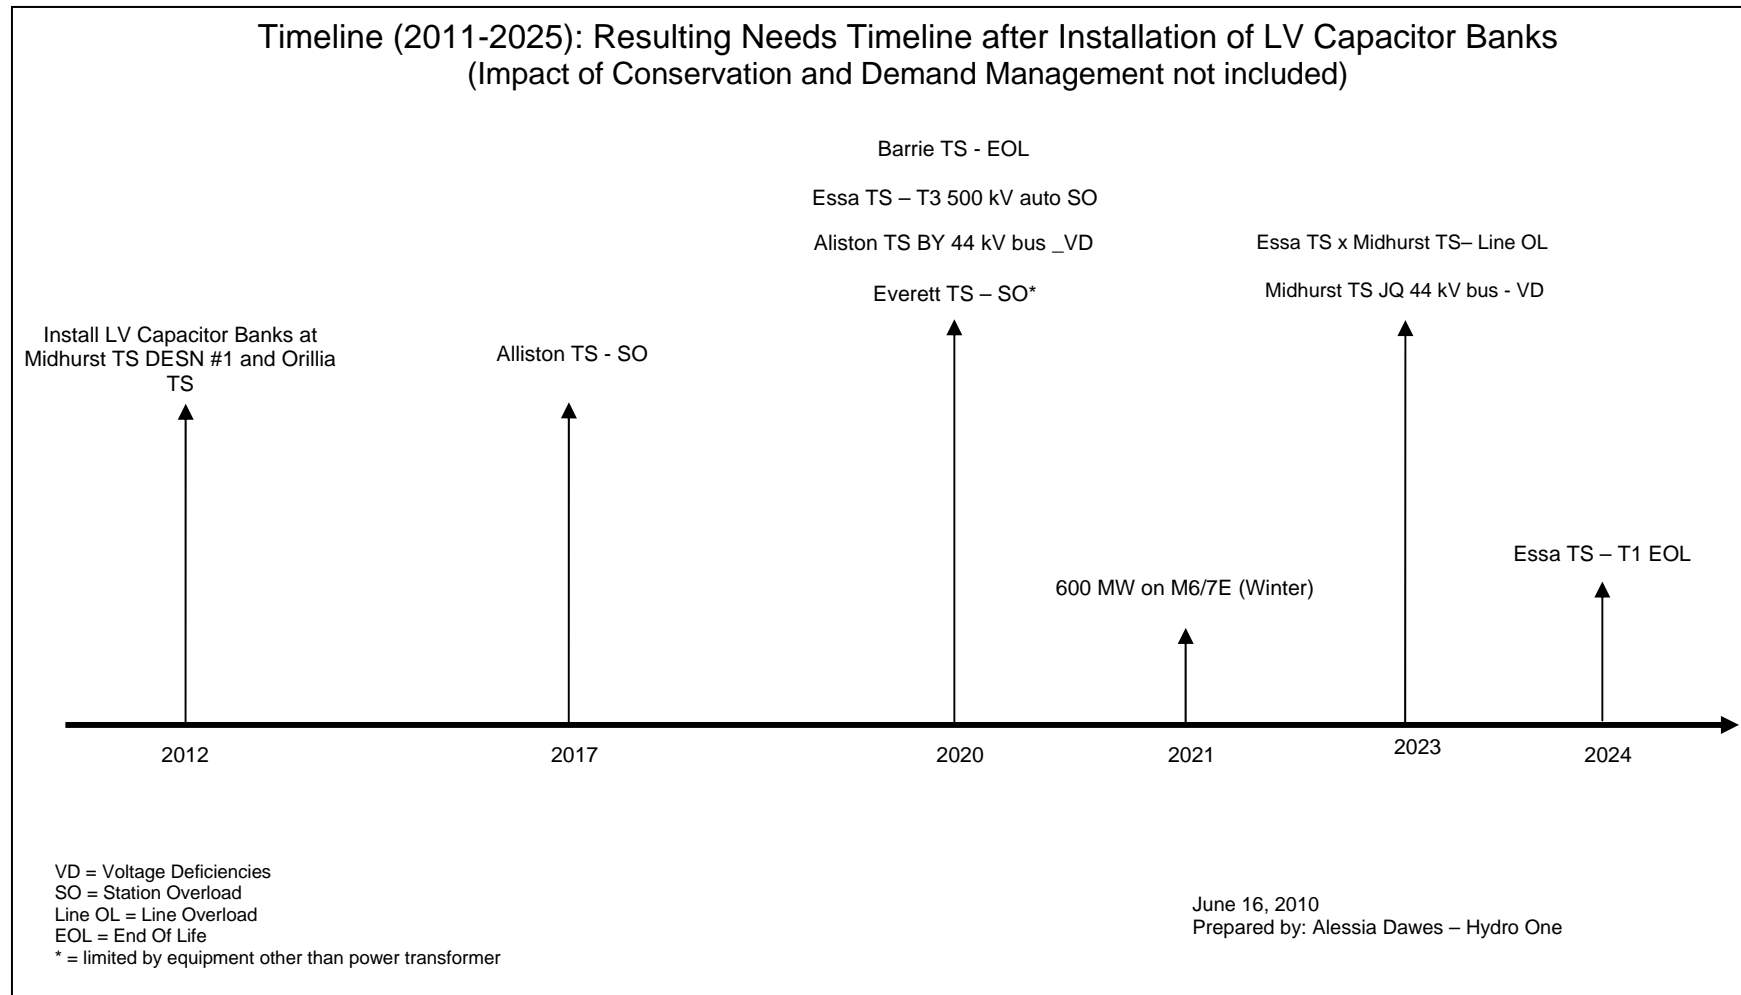 Timeline (2011-2025): Resulting Needs Timeline after Installation of LV Capacitor Banks
(Impact of Conservation and Demand Management not included)
Barrie TS - EOL
Essa TS – T3 500 kV auto SO
Aliston TS BY 44 kV bus _VD
Everett TS – SO*
Essa TS x Midhurst TS– Line OL
Midhurst TS JQ 44 kV bus - VD
Install LV Capacitor Banks at
Midhurst TS DESN #1 and Orillia
TS
Alliston TS - SO
Essa TS – T1 EOL
600 MW on M6/7E (Winter)
2012
2017
2020
2021
2023
2024
VD = Voltage Deficiencies
SO = Station Overload
Line OL = Line Overload
EOL = End Of Life
* = limited by equipment other than power transformer
June 16, 2010
Prepared by: Alessia Dawes – Hydro One